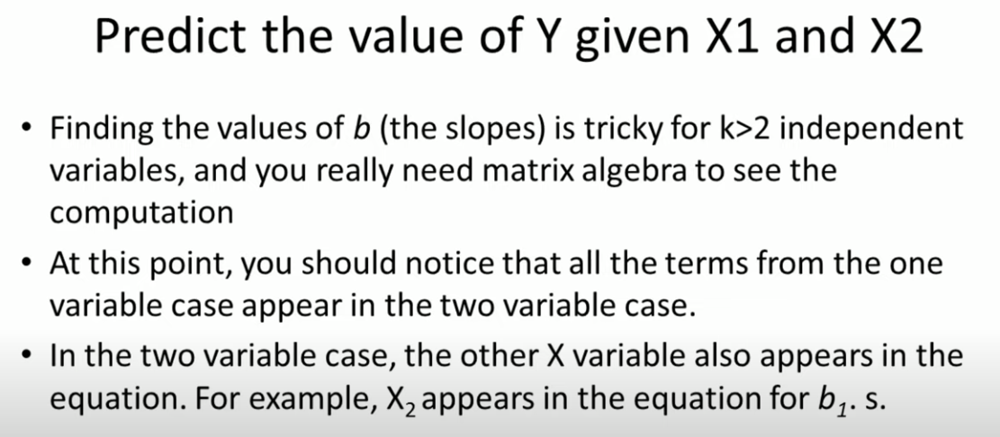 Predict the value of Y given X1 and X2
• Finding the values of b (the slopes) is tricky for k>2 independent
variables, and you really need matrix algebra to see the
computation
• At this point, you should notice that all the terms from the one
variable case appear in the two variable case.
• In the two variable case, the other X variable also appears in the
equation. For example, X₂ appears in the equation for b₁. s.